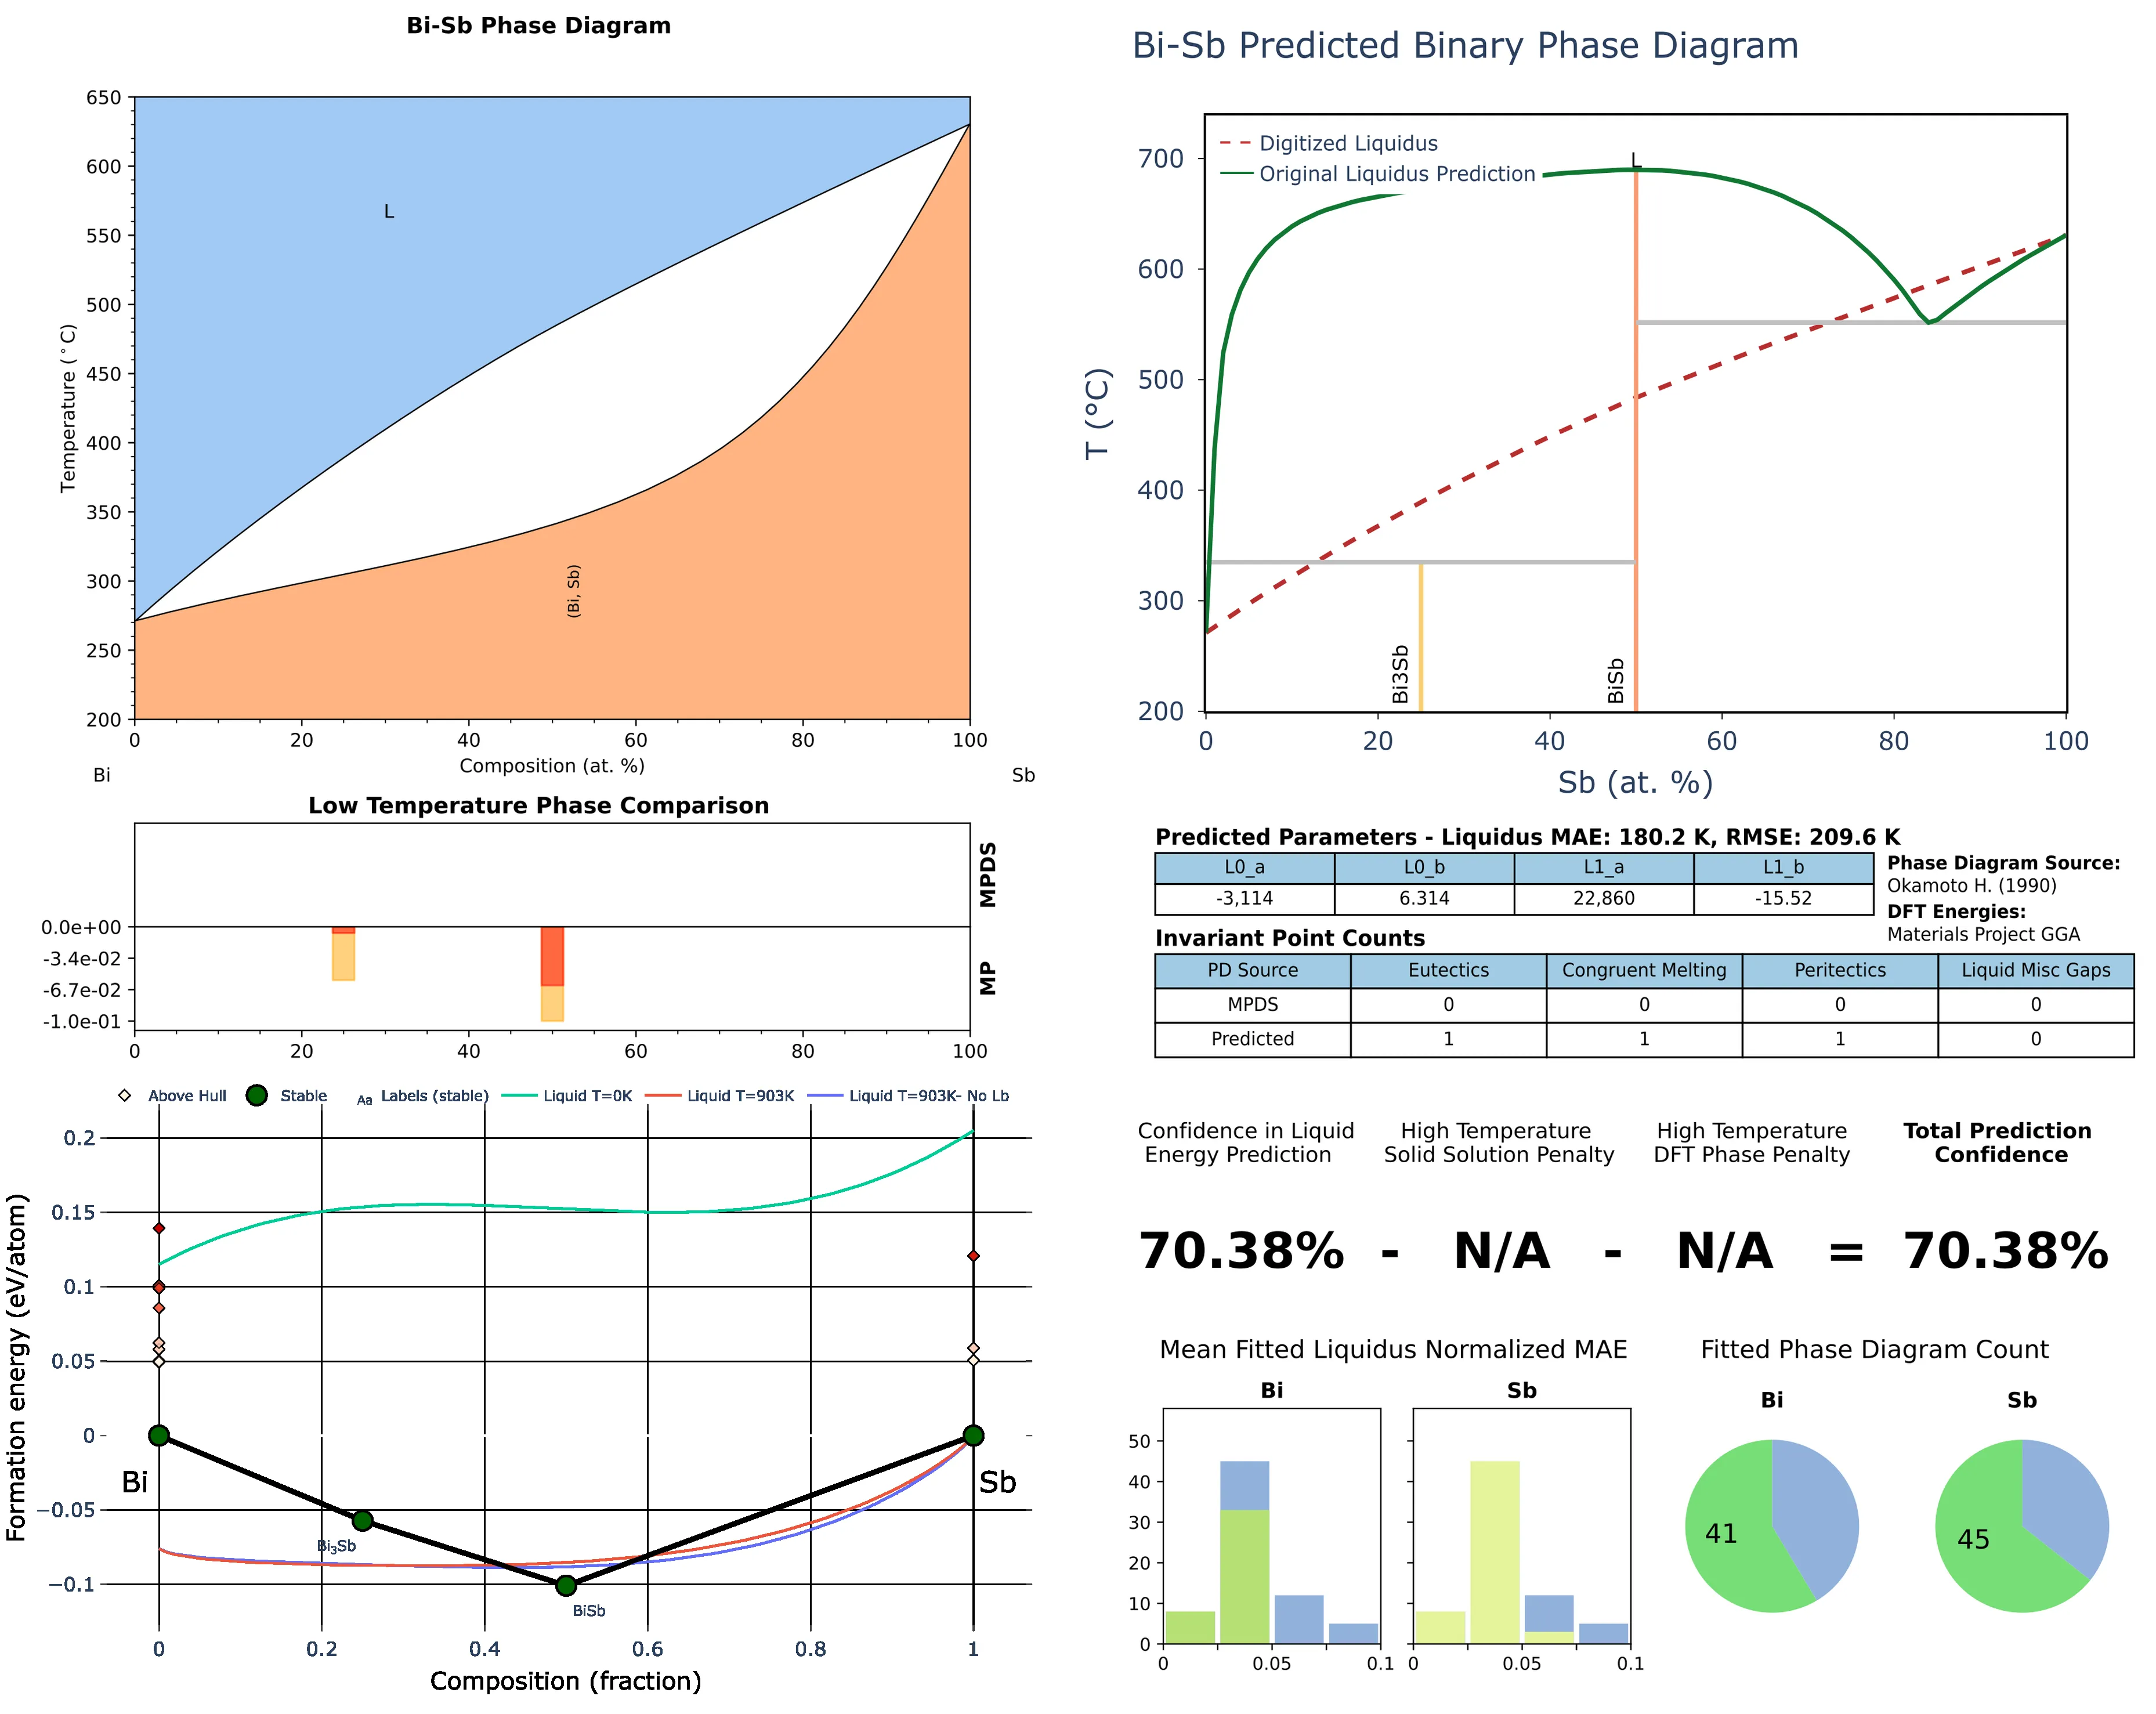 Bi-Sb Phase Diagram
650
600
550
500
450
400
350
300
250
200
Temperature (°C)
L
(Bi, Sb)
0 20 40 60 80 100
Composition (at. %)
Bi
Sb
Low Temperature Phase Comparison
MPDS
MP
0.0e+00
-3.4e-02
-6.7e-02
-1.0e-01
0 20 40 60 80 100
Above Hull Stable Aa Labels (stable) Liquid T=0K Liquid T=903K Liquid T=903K- No Lb
0.2
0.15
0.1
0.05
0
−0.05
−0.1
Formation energy (eV/atom)
Bi
Sb
Bi3Sb
BiSb
0 0.2 0.4 0.6 0.8 1
Composition (fraction)
Bi-Sb Predicted Binary Phase Diagram
Digitized Liquidus
Original Liquidus Prediction
L
700
600
500
400
300
200
T (°C)
Bi3Sb
BiSb
0 20 40 60 80 100
Sb (at. %)
Predicted Parameters - Liquidus MAE: 180.2 K, RMSE: 209.6 K
L0_a L0_b L1_a L1_b
-3,114 6.314 22,860 -15.52
Phase Diagram Source:
Okamoto H. (1990)
DFT Energies:
Materials Project GGA
Invariant Point Counts
PD Source Eutectics Congruent Melting Peritectics Liquid Misc Gaps
MPDS 0 0 0 0
Predicted 1 1 1 0
Confidence in Liquid
Energy Prediction
High Temperature
Solid Solution Penalty
High Temperature
DFT Phase Penalty
Total Prediction
Confidence
70.38% - N/A - N/A = 70.38%
Mean Fitted Liquidus Normalized MAE
Bi
Sb
50
40
30
20
10
0
0 0.05 0.1
0 0.05 0.1
Fitted Phase Diagram Count
Bi
Sb
41
45